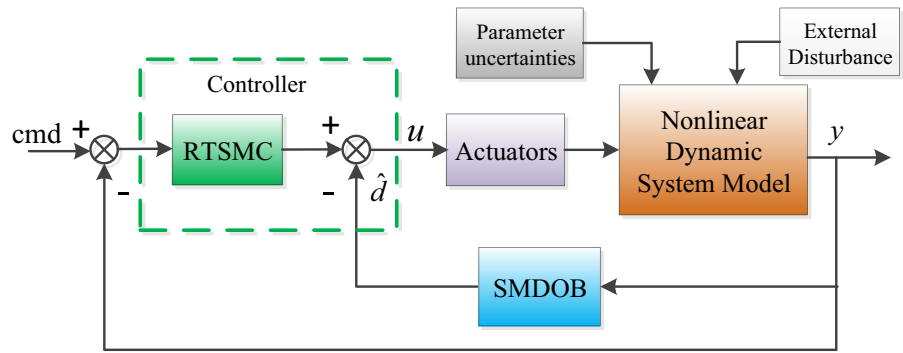 Parameter
uncertainties
External
Disturbance
Controller
cmd
+
-
RTSMC
+
-
d̂
u
Actuators
Nonlinear
Dynamic
System Model
y
SMDOB